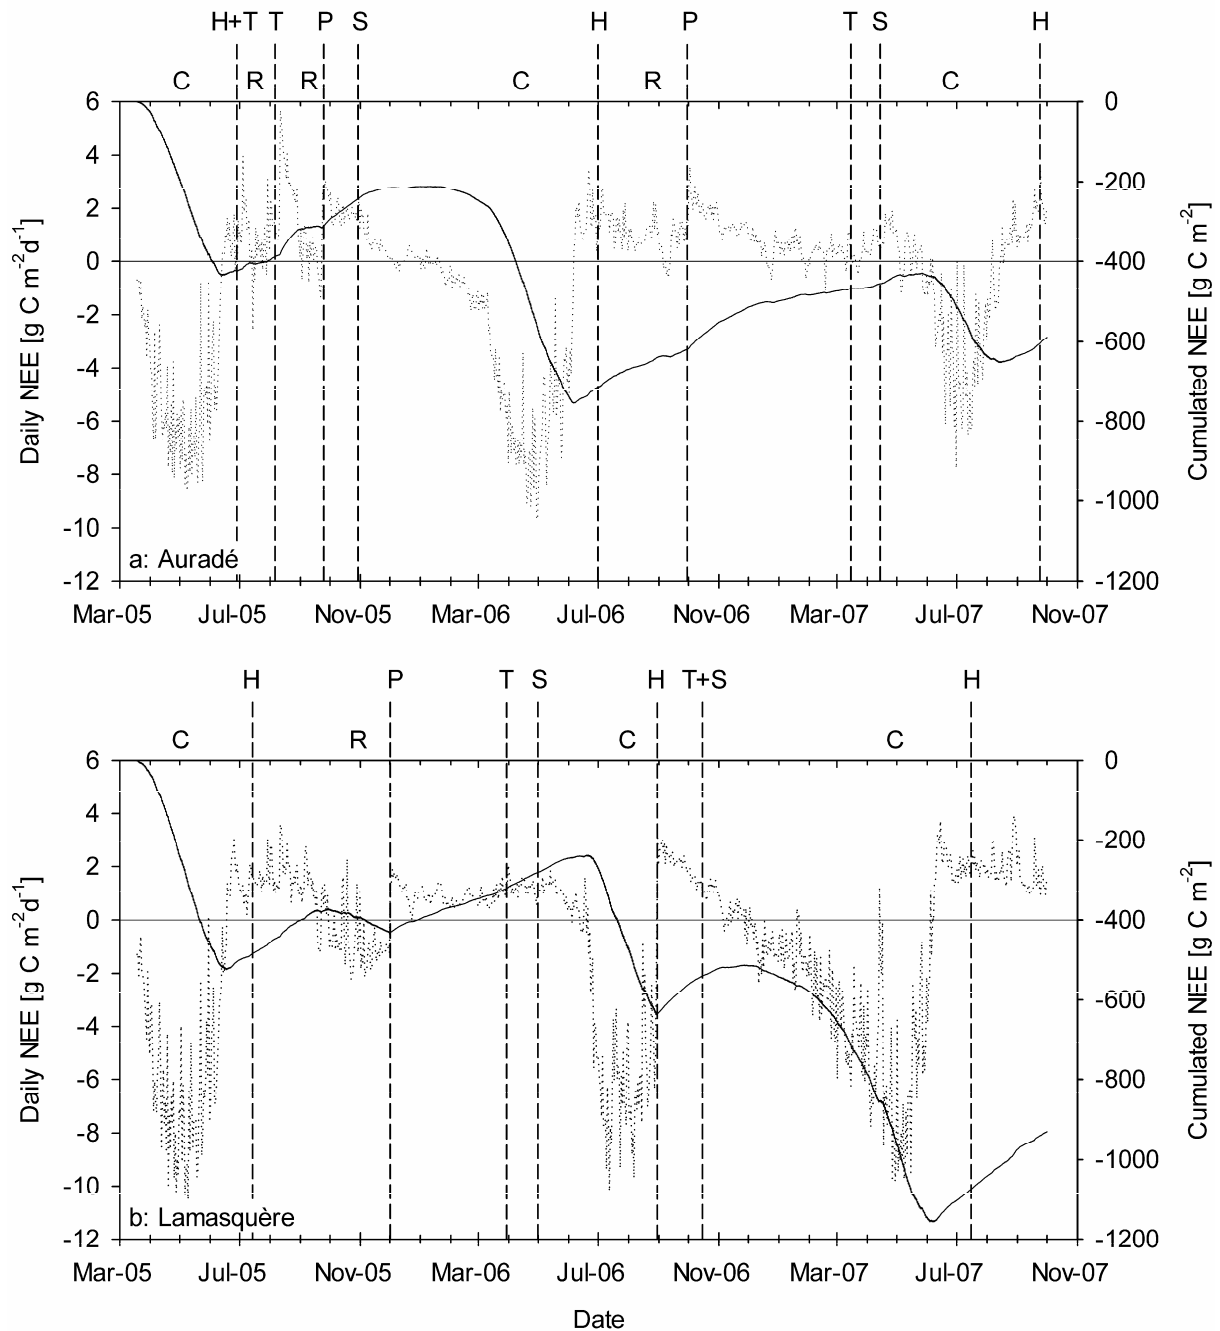 H+T T P S H P T S H
C R R C R C
6 0
4 -200
2
0 -400
-2
-4 -600
-6 -800
-8
-10 -1000
-12 -1200
Daily NEE [g C m-2d-1]
Cumulated NEE [g C m-2]
a: Auradé
Mar-05 Jul-05 Nov-05 Mar-06 Jul-06 Nov-06 Mar-07 Jul-07 Nov-07
H P T S H T+S H
C R C C
6 0
4 -200
2
0 -400
-2
-4 -600
-6 -800
-8
-10 -1000
-12 -1200
Daily NEE [g C m-2d-1]
Cumulated NEE [g C m-2]
b: Lamasquère
Mar-05 Jul-05 Nov-05 Mar-06 Jul-06 Nov-06 Mar-07 Jul-07 Nov-07
Date